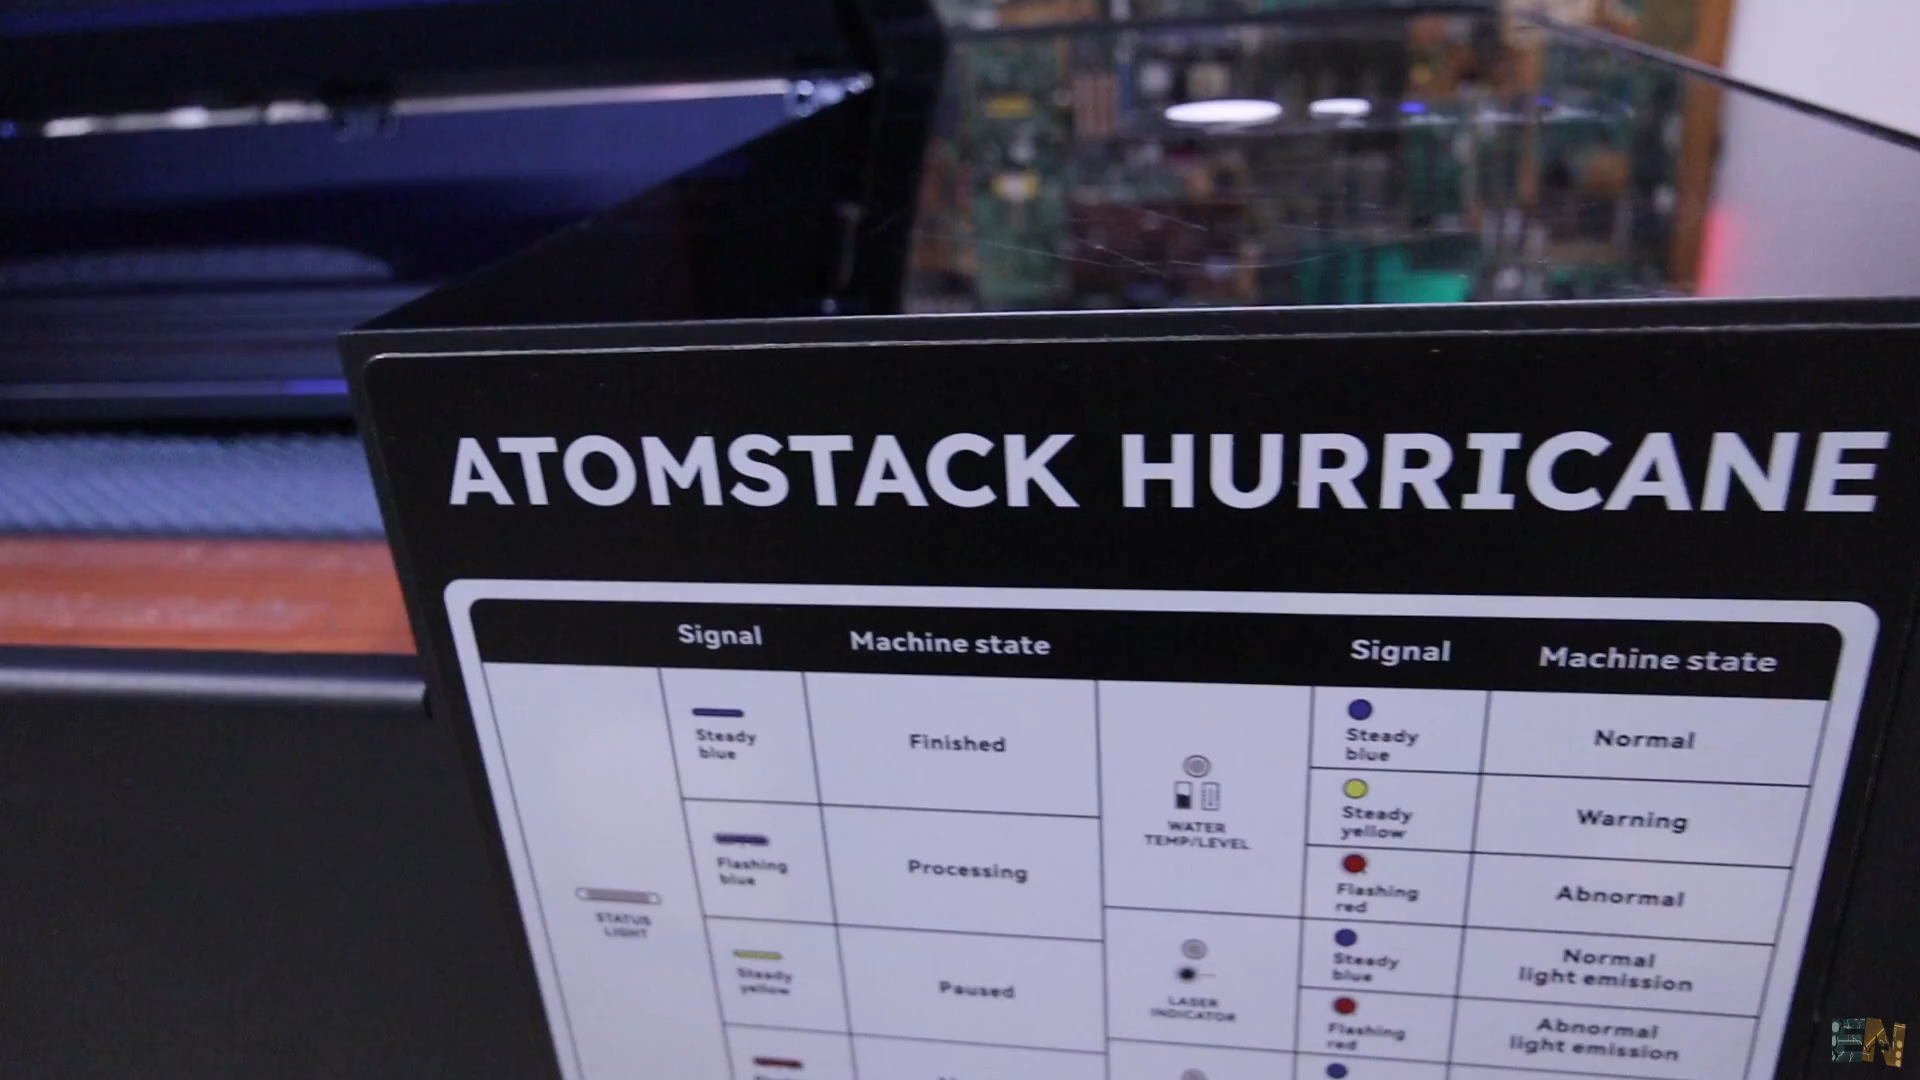 ATOMSTACK HURRICANE
Signal Machine state Signal Machine state
STATUS
LIGHT
Steady
blue
Finished
Flashing
blue
Processing
Steady
yellow
Paused
WATER
TEMP/LEVEL
Steady
blue
Normal
Steady
yellow
Warning
Flashing
red
Abnormal
LASER
INDICATOR
Steady
blue
Normal
light emission
Flashing
red
Abnormal
light emission
EN